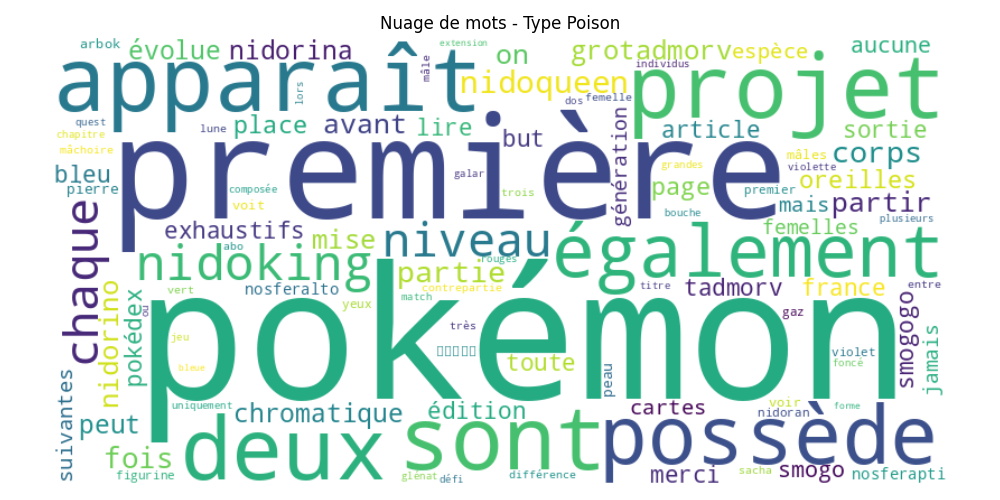 Nuage de mots - Type Poison
arbok évolue nidorina extension on grotadmorv espèce aucune
apparaît mâle nidoqueen individus projet
quest lors dos femelle
chapitre lune place avant lire but article sortie
mâchoire première génération mâles corps
bleu galar grandes violette
pierre composée trois page premier oreilles
voit bouche mais partir
chaque exhaustifs mise niveau également femelles plusieurs
abo rouges
nidoking partie
nosferalto contrepartie titre tadmorv france entre
nidorino pokédex vert yeux match gaz smogogo
ou pokémon
jeu très violet jamais
toute foncé
bleue peau
suivantes uniquement chromatique édition cartes voir forme
peut nidoran
deux sont possède
fois merci sacha smogo
figurine glénat défi différence nosferapti